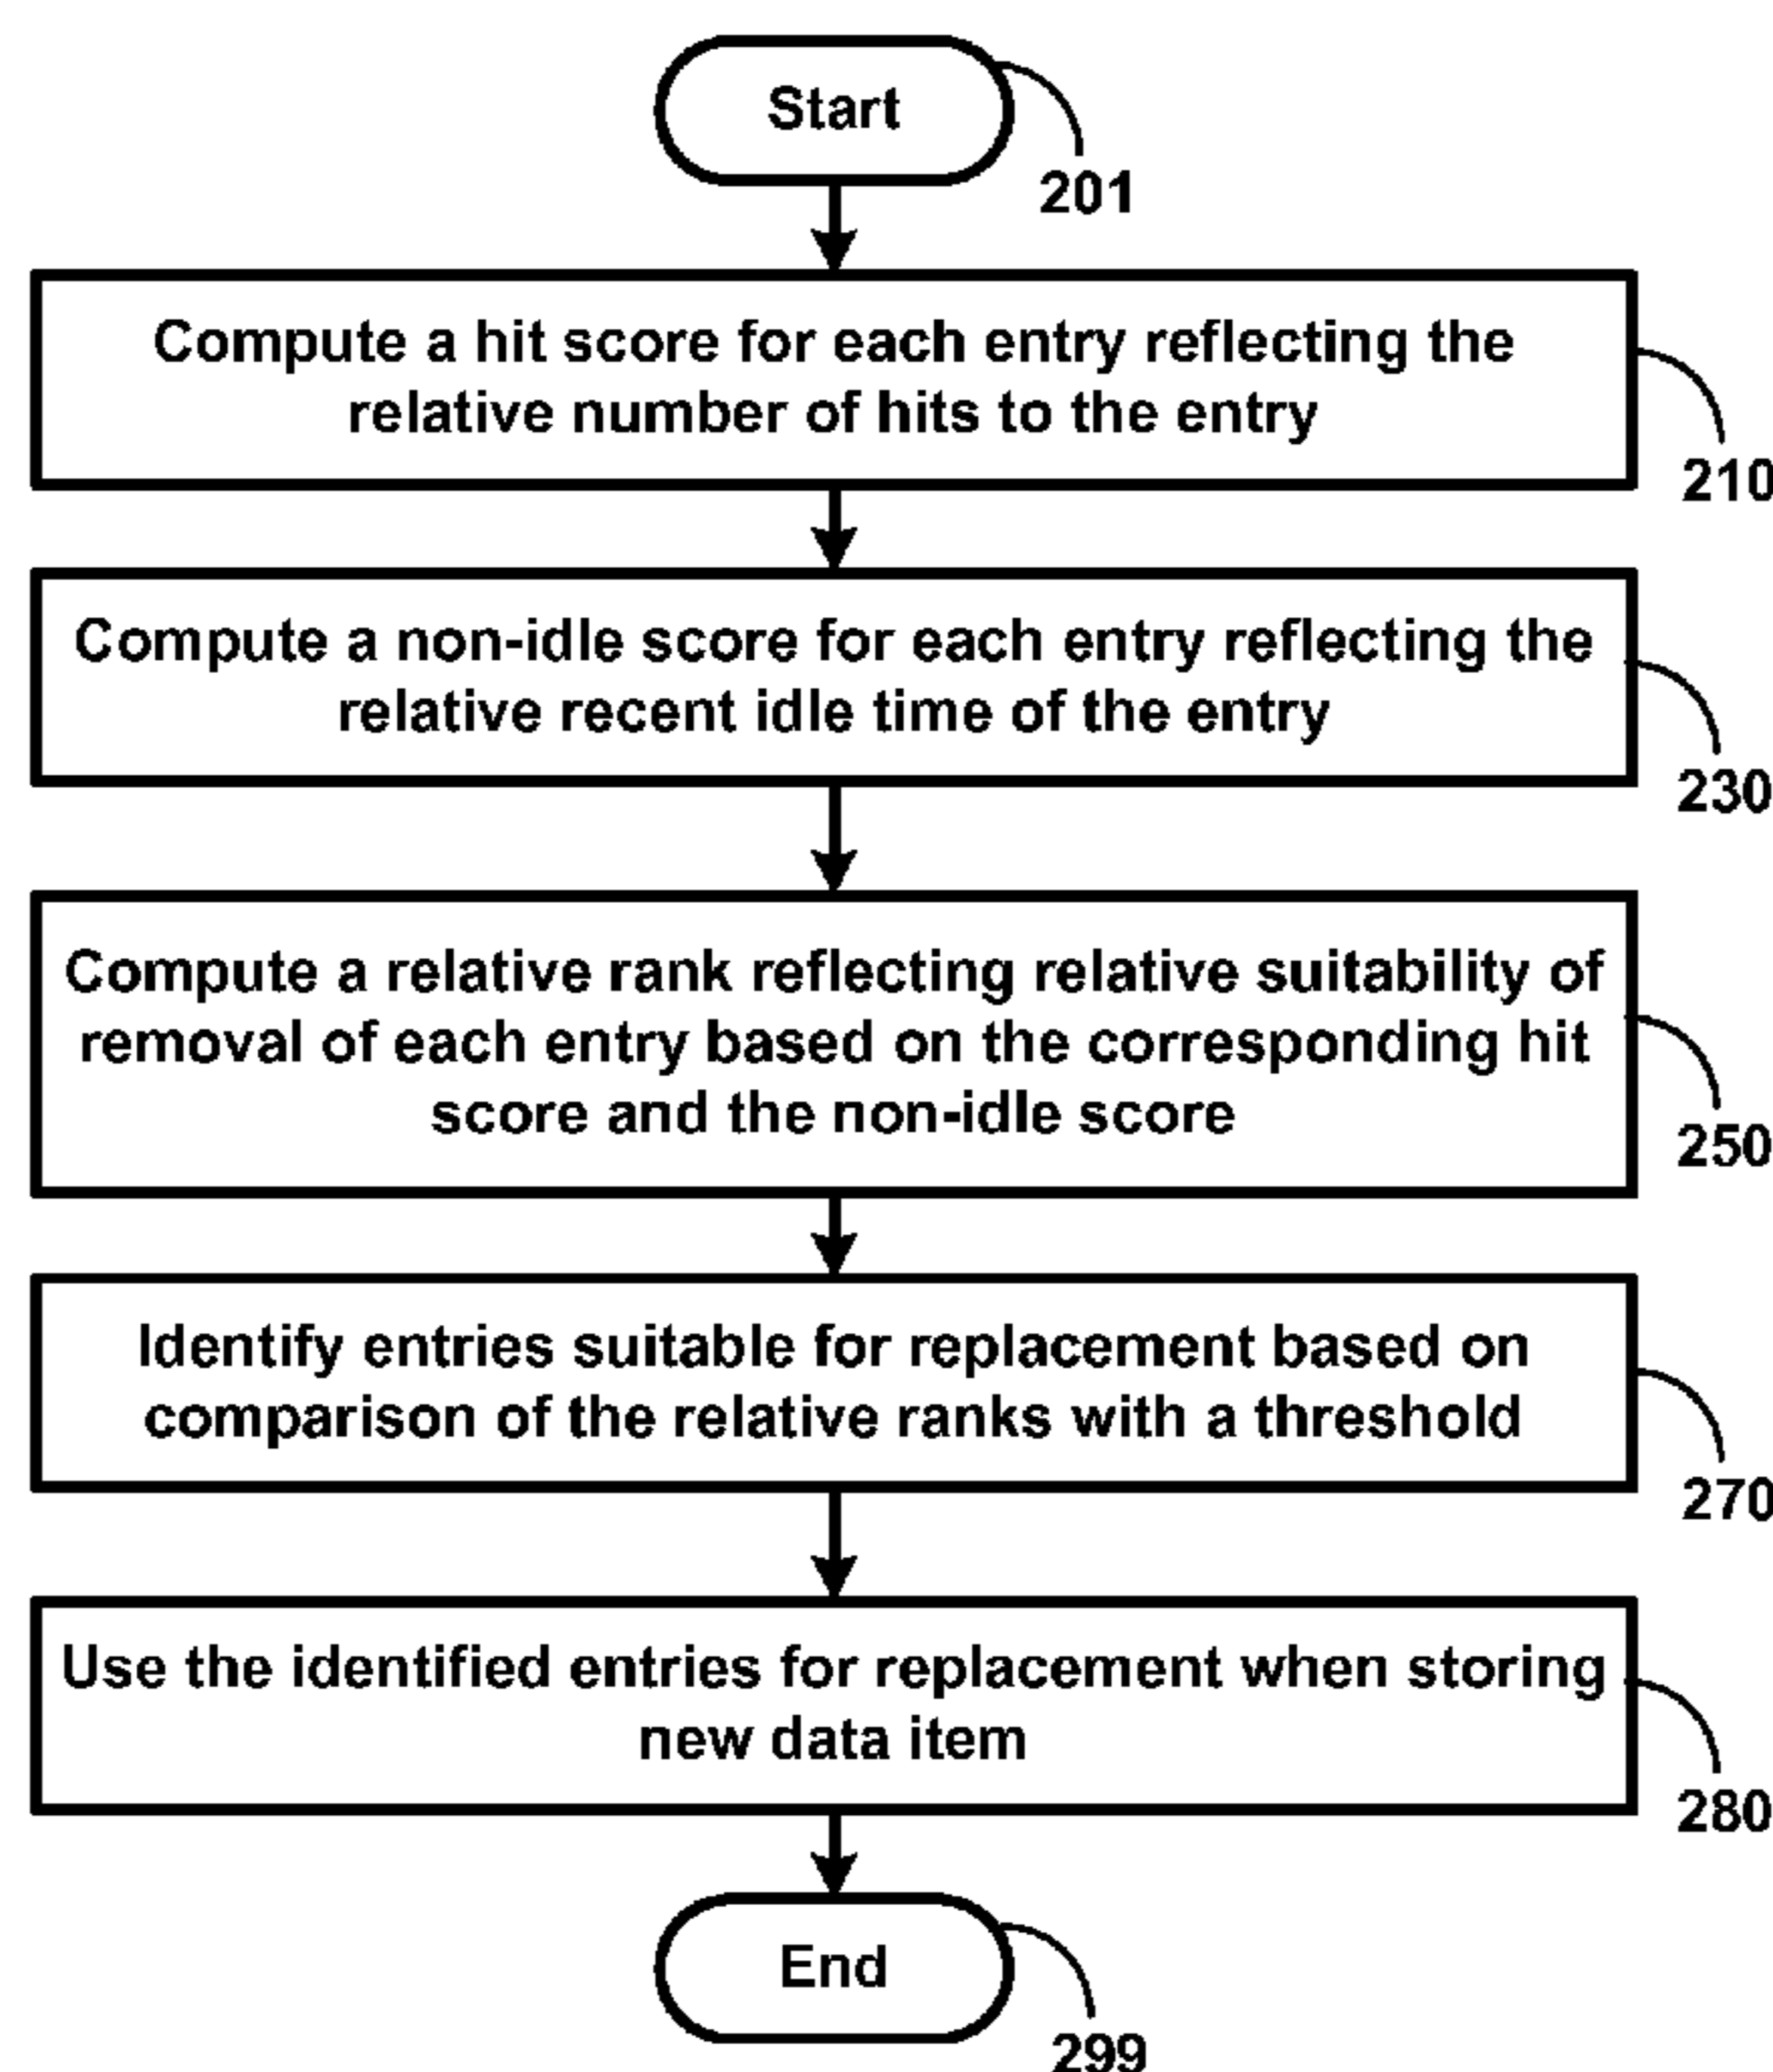 Start
201
Compute a hit score for each entry reflecting the
relative number of hits to the entry
210
Compute a non-idle score for each entry reflecting the
relative recent idle time of the entry
230
Compute a relative rank reflecting relative suitability of
removal of each entry based on the corresponding hit
score and the non-idle score
250
Identify entries suitable for replacement based on
comparison of the relative ranks with a threshold
270
Use the identified entries for replacement when storing
new data item
280
End
299